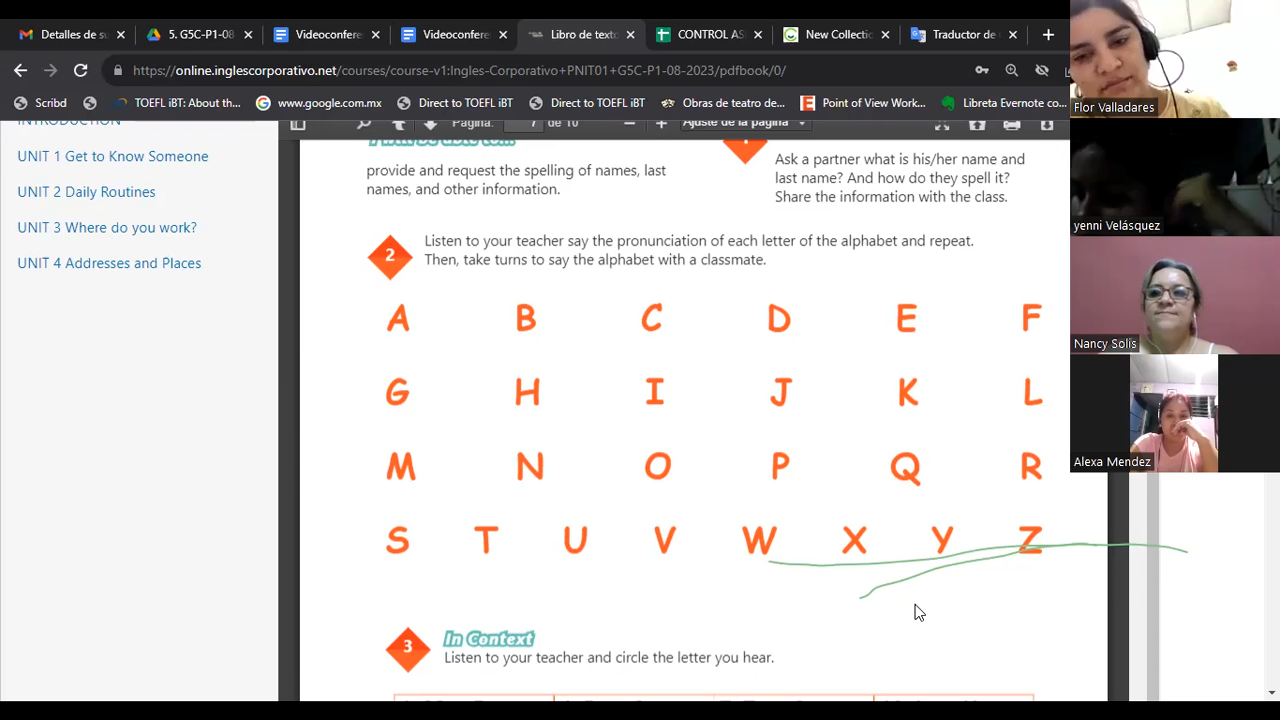 Detalles de su
5. G5C-P1-08
Videoconfere
Videoconfere
Libro de texto
CONTROL AS
New Collectio
Traductor de
https://online.inglescorporativo.net/courses/course-v1:Ingles-Corporativo+PNIT01+G5C-P1-08-2023/pdfbook/0/
Scribd
TOEFL iBT: About th...
www.google.com.mx
Direct to TOEFL iBT
Direct to TOEFL iBT
Obras de teatro de...
Point of View Work...
Libreta Evernote co...
INTRODUCTION
UNIT 1 Get to Know Someone
UNIT 2 Daily Routines
UNIT 3 Where do you work?
UNIT 4 Addresses and Places
Página: 7 de 10
Ajuste de la página
I will be able to...
provide and request the spelling of names, last
names, and other information.
1
Ask a partner what is his/her name and
last name? And how do they spell it?
Share the information with the class.
2
Listen to your teacher say the pronunciation of each letter of the alphabet and repeat.
Then, take turns to say the alphabet with a classmate.
A B C D E F
G H I J K L
M N O P Q R
S T U V W X Y Z
3
In Context
Listen to your teacher and circle the letter you hear.
Flor Valladares
yenni Velásquez
Nancy Solis
Alexa Mendez